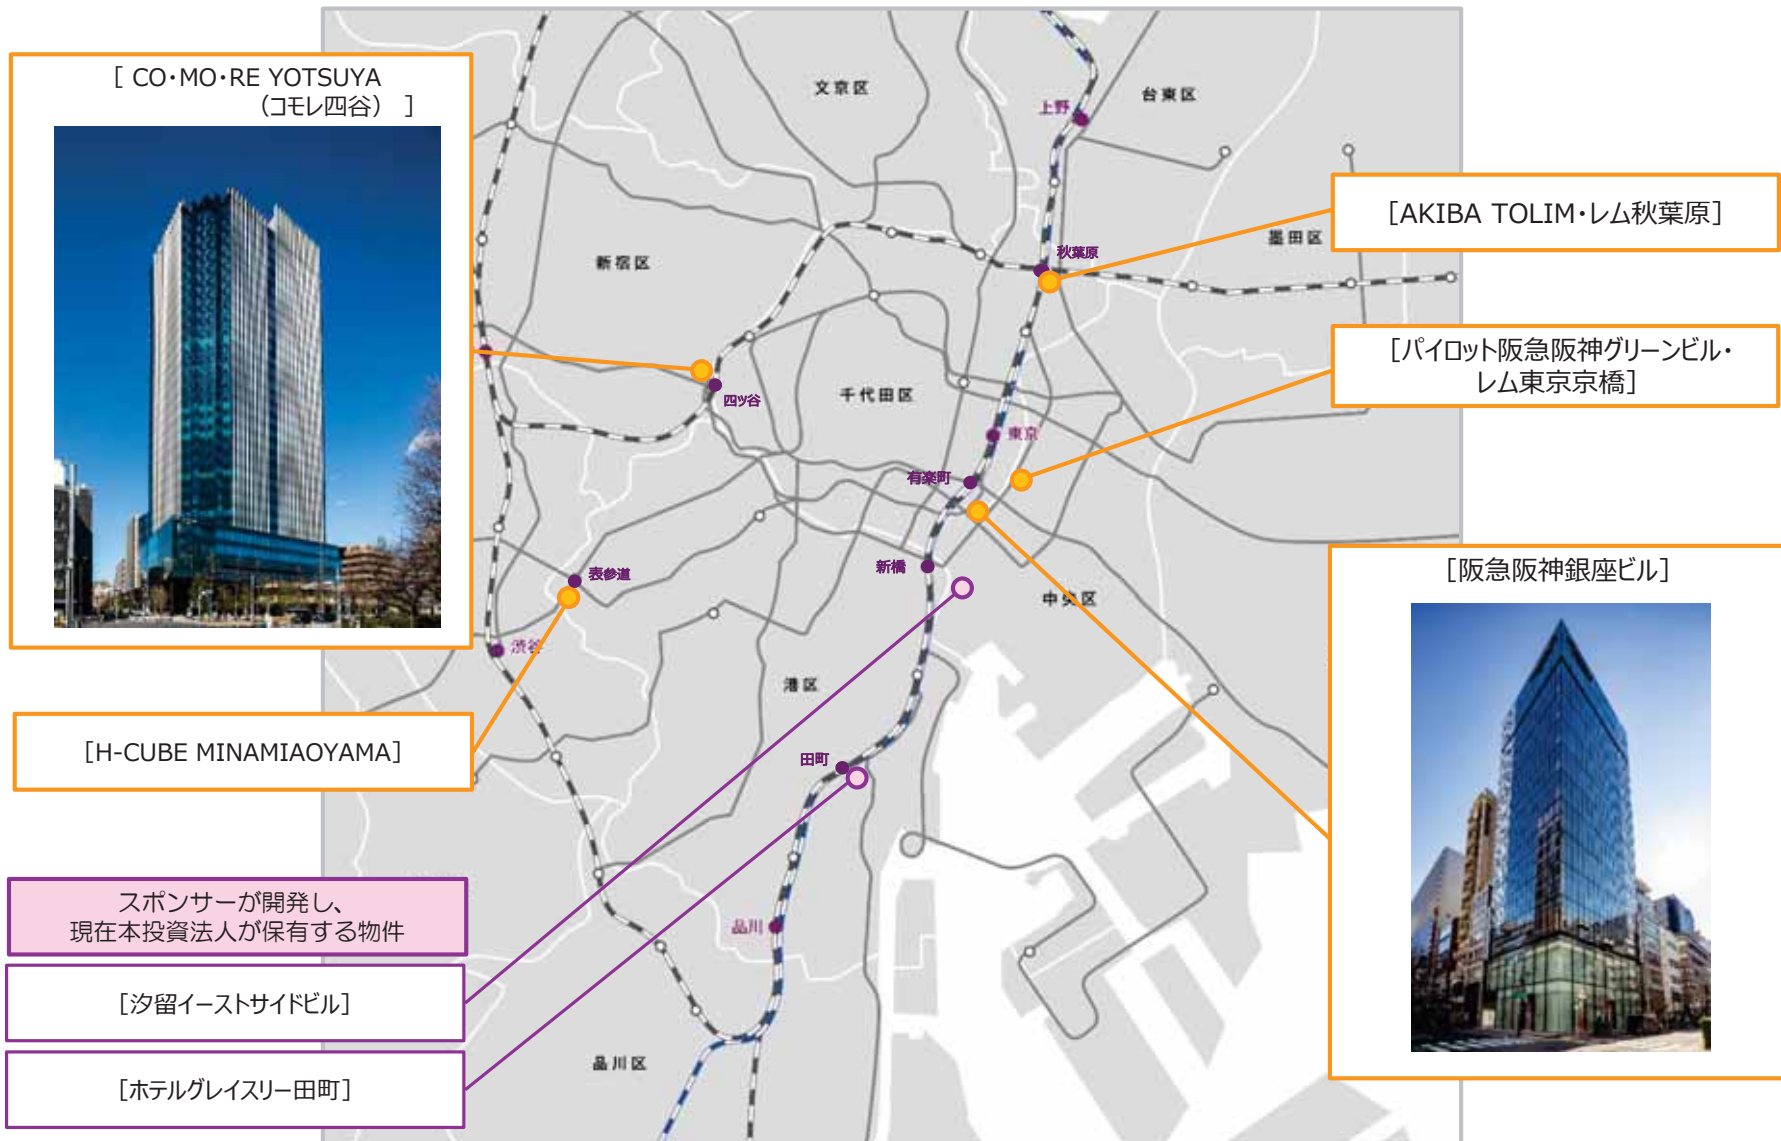 [ CO・MO・RE YOTSUYA
（コモレ四谷） ]
文京区
台東区
上野
[AKIBA TOLIM・レム秋葉原]
墨田区
秋葉原
新宿区
[パイロット阪急阪神グリーンビル・
レム東京京橋]
千代田区
四ツ谷
東京
有楽町
新橋
[阪急阪神銀座ビル]
表参道
中央区
渋谷
港区
[H-CUBE MINAMIAOYAMA]
田町
スポンサーが開発し、
現在本投資法人が保有する物件
品川
[汐留イーストサイドビル]
品川区
[ホテルグレイスリー田町]